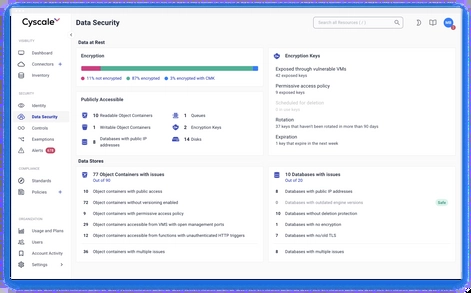 Cyscale
Data Security
Search all Resources ( / )
VISIBILITY
Dashboard
Connectors
Inventory
SECURITY
Identity
Data Security
Controls
Exemptions
Alerts
COMPLIANCE
Standards
Policies
ORGANIZATION
Usage and Plans
Users
Account Activity
Settings
Data at Rest
Encryption
11% not encrypted
87% encrypted
3% encrypted with CMK
Publicly Accessible
10 Readable Object Containers
1 Writable Object Containers
8 Databases with public IP
addresses
1 Queues
2 Encryption Keys
14 Disks
Encryption Keys
Exposed through vulnerable VMs
42 exposed keys
Permissive access policy
9 exposed keys
Scheduled for deletion
Rotation
37 keys that haven't been rotated in more than 90 days
Expiration
1 key that expire in the next week
Data Stores
77 Object Containers with issues
Out of 90
10 Object containers with public access
72 Object containers without versioning enabled
9 Object containers with permissive access policy
29 Object containers accessible from VMS with open management ports
12 Object containers accessible from functions with unauthenticated HTTP triggers
36 Object containers with multiple issues
10 Databases with issues
Out of 20
8 Databases with public IP addresses
0 Databases with outdated engine versions
Safe
10 Databases without deletion protection
1 Databases with no encryption
7 Databases with no/old TLS
8 Databases with multiple issues